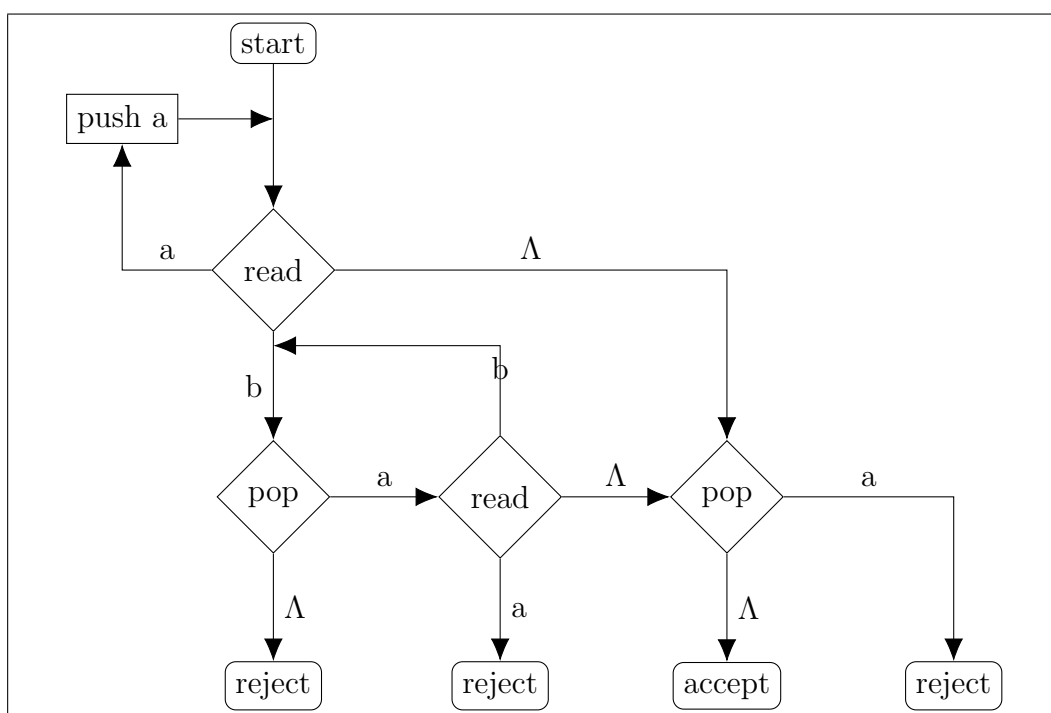 start
push a
a
read
Λ
b
b
pop
a
read
Λ
pop
a
Λ
a
Λ
reject
reject
accept
reject